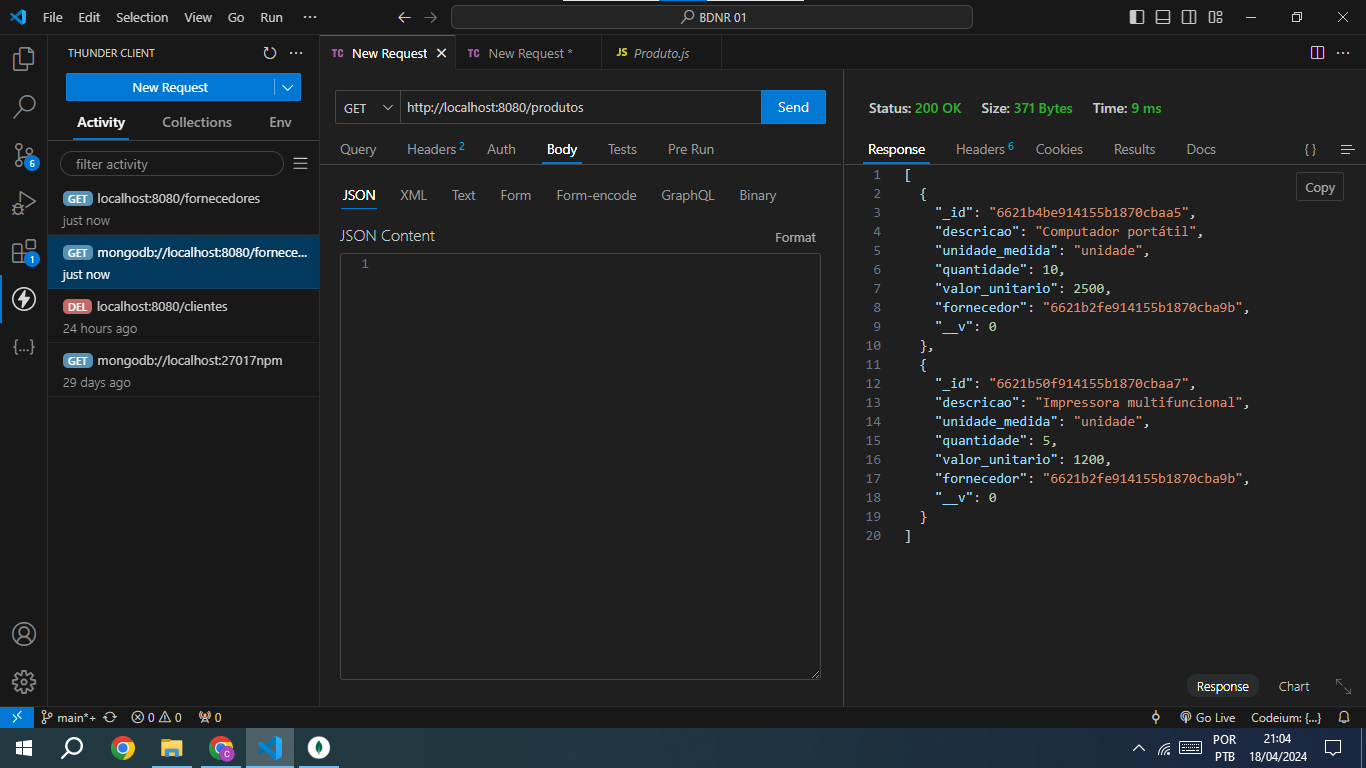 File Edit Selection View Go Run ··· BDNR 01
THUNDER CLIENT ···
New Request
Activity Collections Env
filter activity
GET localhost:8080/fornecedores
just now
GET mongodb://localhost:8080/fornece...
just now
DEL localhost:8080/clientes
24 hours ago
GET mongodb://localhost:27017npm
29 days ago
6
1
{...}
TC New Request
TC New Request *
JS Produto.js
···
GET http://localhost:8080/produtos Send
Query Headers 2 Auth Body Tests Pre Run
JSON XML Text Form Form-encode GraphQL Binary
JSON Content Format
1
Status: 200 OK Size: 371 Bytes Time: 9 ms
Response Headers 6 Cookies Results Docs { }
Copy
1 [
2 {
3 "_id": "6621b4be914155b1870cbaa5",
4 "descricao": "Computador portátil",
5 "unidade_medida": "unidade",
6 "quantidade": 10,
7 "valor_unitario": 2500,
8 "fornecedor": "6621b2fe914155b1870cba9b",
9 "__v": 0
10 },
11 {
12 "_id": "6621b50f914155b1870cbaa7",
13 "descricao": "Impressora multifuncional",
14 "unidade_medida": "unidade",
15 "quantidade": 5,
16 "valor_unitario": 1200,
17 "fornecedor": "6621b2fe914155b1870cba9b",
18 "__v": 0
19 }
20 ]
Response Chart
main*+ 0 0 0 Go Live Codeium: {...}
C
POR
PTB
21:04
18/04/2024